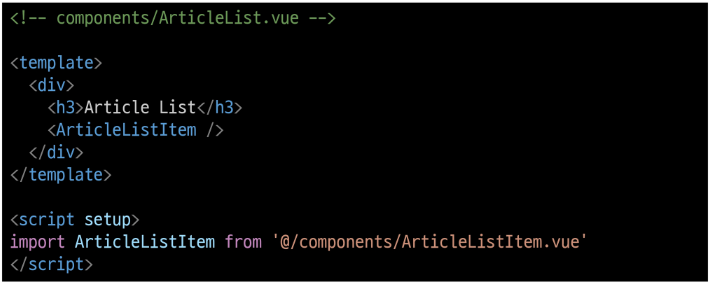 <!-- components/ArticleList.vue -->
<template>
<div>
<h3>Article List</h3>
<ArticleListItem />
</div>
</template>
<script setup>
import ArticleListItem from '@/components/ArticleListItem.vue'
</script>